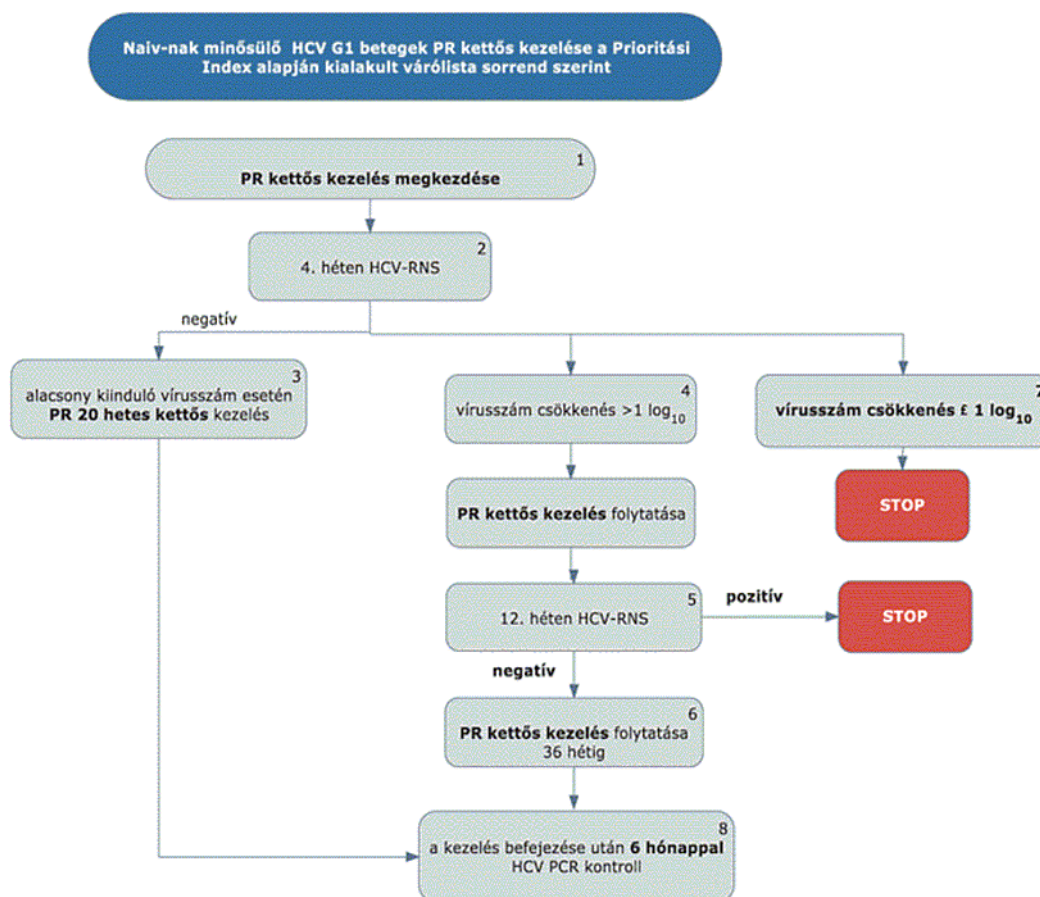 Naiv-nak minősülő HCV G1 betegek PR kettős kezelése a Prioritási
Index alapján kialakult várólista sorrend szerint
1
PR kettős kezelés megkezdése
2
4. héten HCV-RNS
negatív
3
alacsony kiinduló vírusszám esetén
PR 20 hetes kettős kezelés
4
vírusszám csökkenés >1 log10
7
vírusszám csökkenés £ 1 log10
STOP
PR kettős kezelés folytatása
5
12. héten HCV-RNS
pozitív
STOP
negatív
6
PR kettős kezelés folytatása
36 hétig
8
a kezelés befejezése után 6 hónappal
HCV PCR kontroll